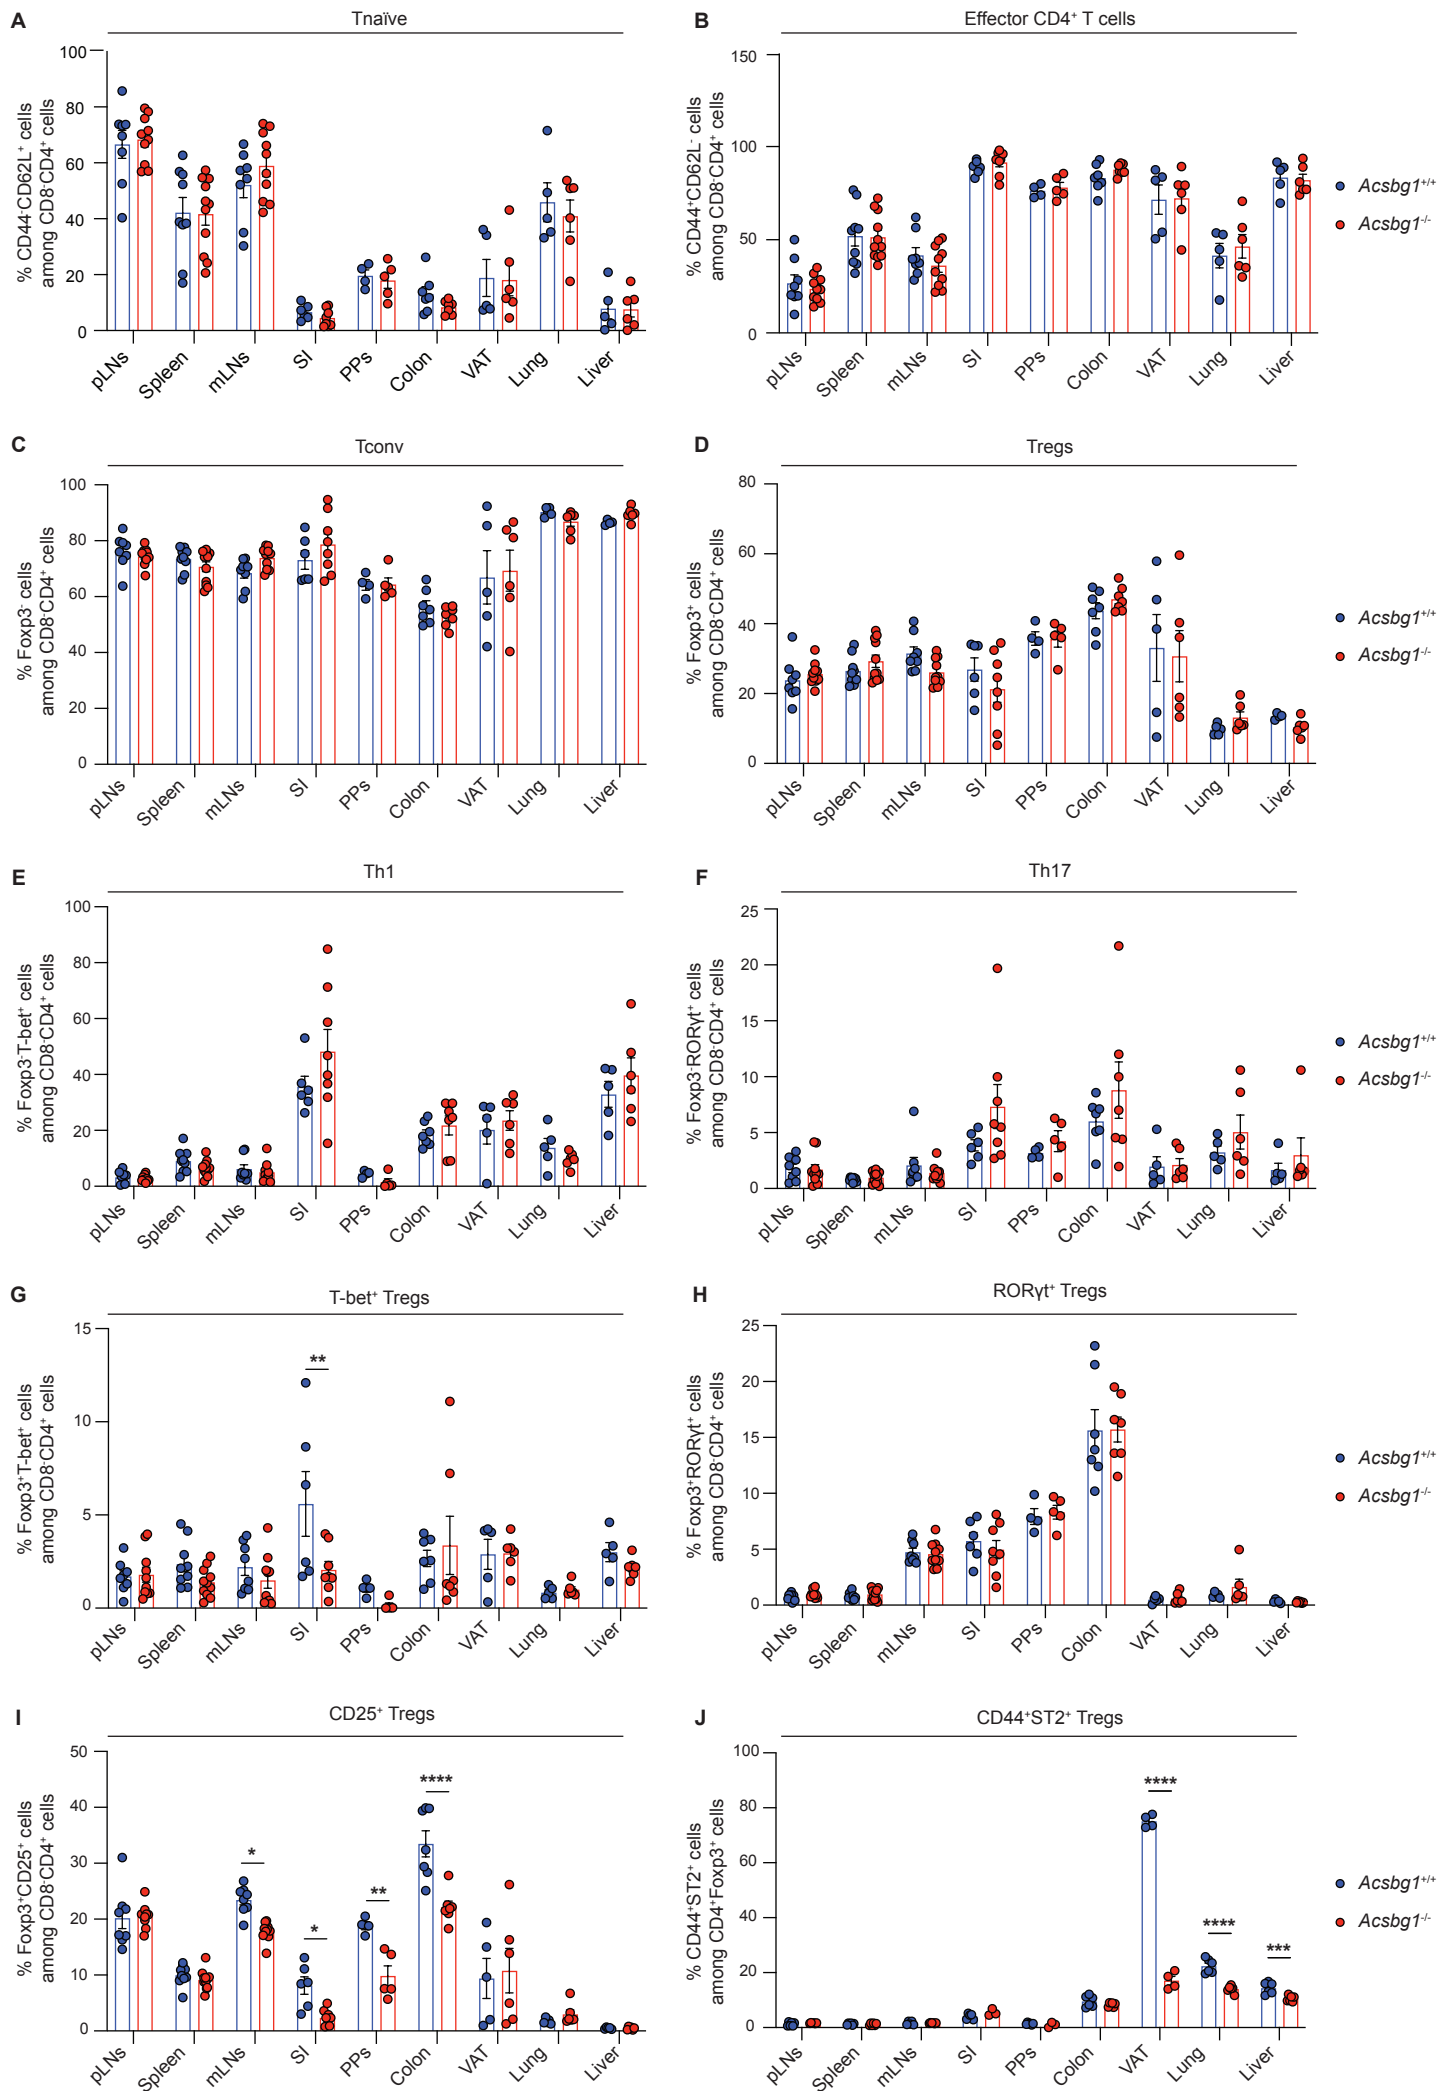 A
Tnaïve
% CD44⁻CD62L⁺ cells
among CD8⁻CD4⁺ cells
100
80
60
40
20
0
pLNs
Spleen
mLNs
SI
PPs
Colon
VAT
Lung
Liver
B
Effector CD4⁺ T cells
% CD44⁺CD62L⁻ cells
among CD8⁻CD4⁺ cells
150
100
50
0
pLNs
Spleen
mLNs
SI
PPs
Colon
VAT
Lung
Liver
Acsbg1⁺/⁺
Acsbg1⁻/⁻
C
Tconv
% Foxp3⁻ cells
among CD8⁻CD4⁺ cells
100
80
60
40
20
0
pLNs
Spleen
mLNs
SI
PPs
Colon
VAT
Lung
Liver
D
Tregs
% Foxp3⁺ cells
among CD8⁻CD4⁺ cells
80
60
40
20
0
pLNs
Spleen
mLNs
SI
PPs
Colon
VAT
Lung
Liver
Acsbg1⁺/⁺
Acsbg1⁻/⁻
E
Th1
% Foxp3⁻T-bet⁺ cells
among CD8⁻CD4⁺ cells
100
80
60
40
20
0
pLNs
Spleen
mLNs
SI
PPs
Colon
VAT
Lung
Liver
F
Th17
% Foxp3⁻RORγt⁺ cells
among CD8⁻CD4⁺ cells
25
20
15
10
5
0
pLNs
Spleen
mLNs
SI
PPs
Colon
VAT
Lung
Liver
Acsbg1⁺/⁺
Acsbg1⁻/⁻
G
T-bet⁺ Tregs
% Foxp3⁺T-bet⁺ cells
among CD8⁻CD4⁺ cells
15
10
5
0
**
pLNs
Spleen
mLNs
SI
PPs
Colon
VAT
Lung
Liver
H
RORγt⁺ Tregs
% Foxp3⁺RORγt⁺ cells
among CD8⁻CD4⁺ cells
25
20
15
10
5
0
pLNs
Spleen
mLNs
SI
PPs
Colon
VAT
Lung
Liver
Acsbg1⁺/⁺
Acsbg1⁻/⁻
I
CD25⁺ Tregs
% Foxp3⁺CD25⁺ cells
among CD8⁻CD4⁺ cells
50
40
30
20
10
0
*
*
**
****
pLNs
Spleen
mLNs
SI
PPs
Colon
VAT
Lung
Liver
J
CD44⁺ST2⁺ Tregs
% CD44⁺ST2⁺ cells
among CD4⁺Foxp3⁺ cells
100
80
60
40
20
0
****
****
***
pLNs
Spleen
mLNs
SI
PPs
Colon
VAT
Lung
Liver
Acsbg1⁺/⁺
Acsbg1⁻/⁻